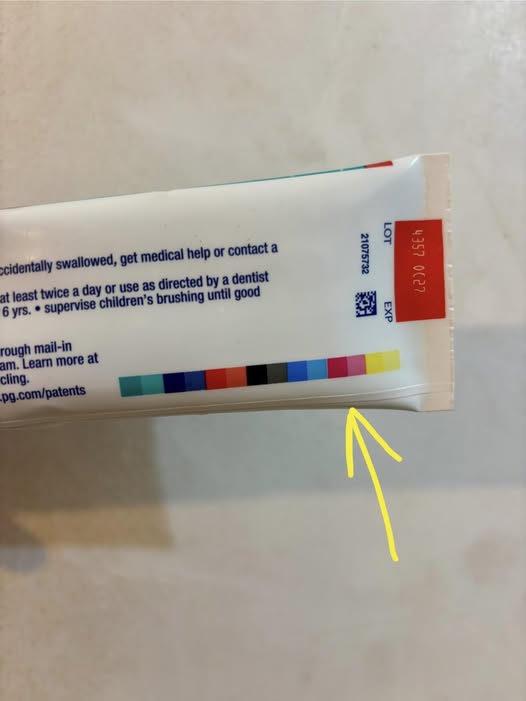 ccidentally swallowed, get medical help or contact a
at least twice a day or use as directed by a dentist
6 yrs. • supervise children's brushing until good
rough mail-in
am. Learn more at
cling.
.pg.com/patents
LOT
21075732
EXP
4357 OC27